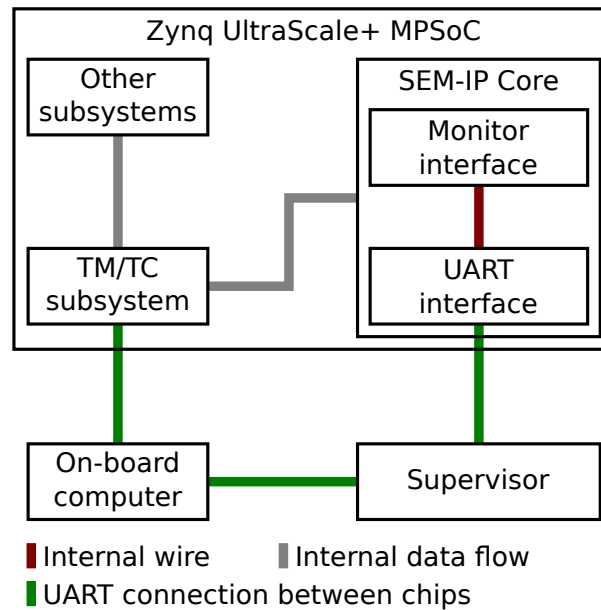 Zynq UltraScale+ MPSoC
Other
subsystems
SEM-IP Core
Monitor
interface
TM/TC
subsystem
UART
interface
On-board
computer
Supervisor
Internal wire
Internal data flow
UART connection between chips